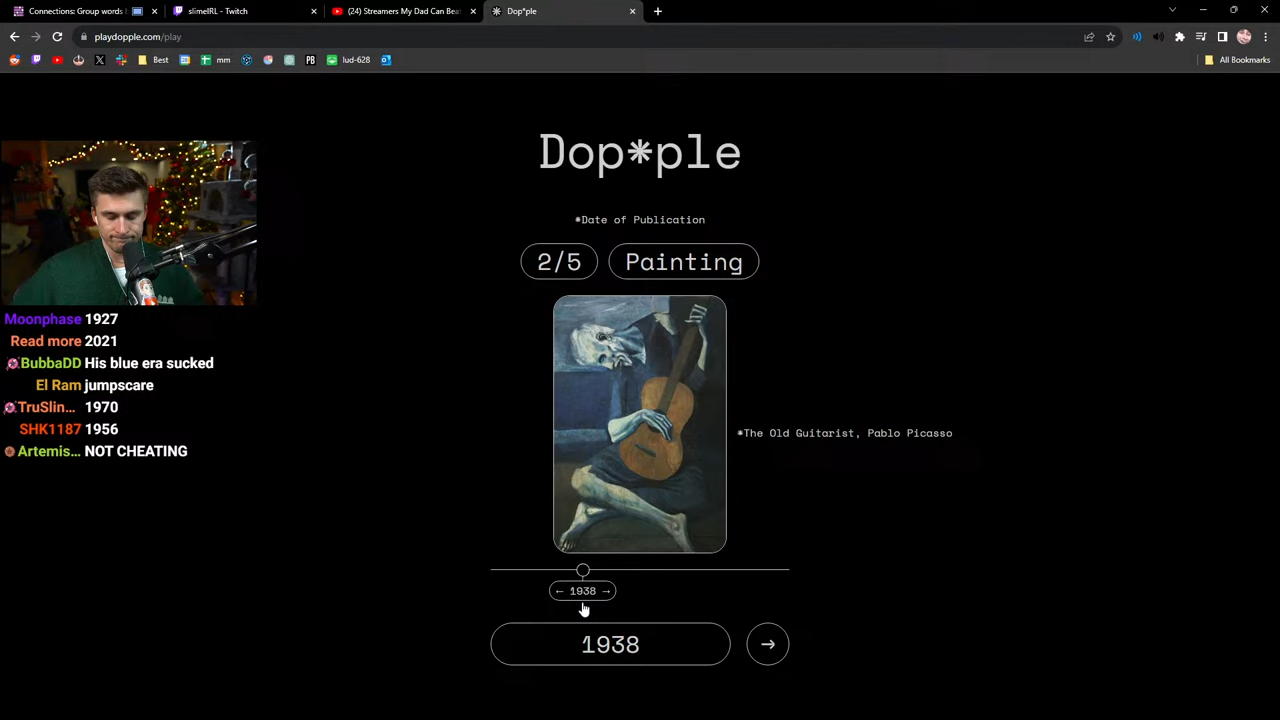 Connections: Group words
slimeIRL - Twitch
(24) Streamers My Dad Can Bea
Dop*ple
playdopple.com/play
Best
mm
PB
lud-628
All Bookmarks
Dop*ple
*Date of Publication
2/5
Painting
Moonphase 1927
Read more 2021
BubbaDD His blue era sucked
El Ram jumpscare
TruSlin... 1970
SHK1187 1956
Artemis... NOT CHEATING
*The Old Guitarist, Pablo Picasso
← 1938 →
1938
→